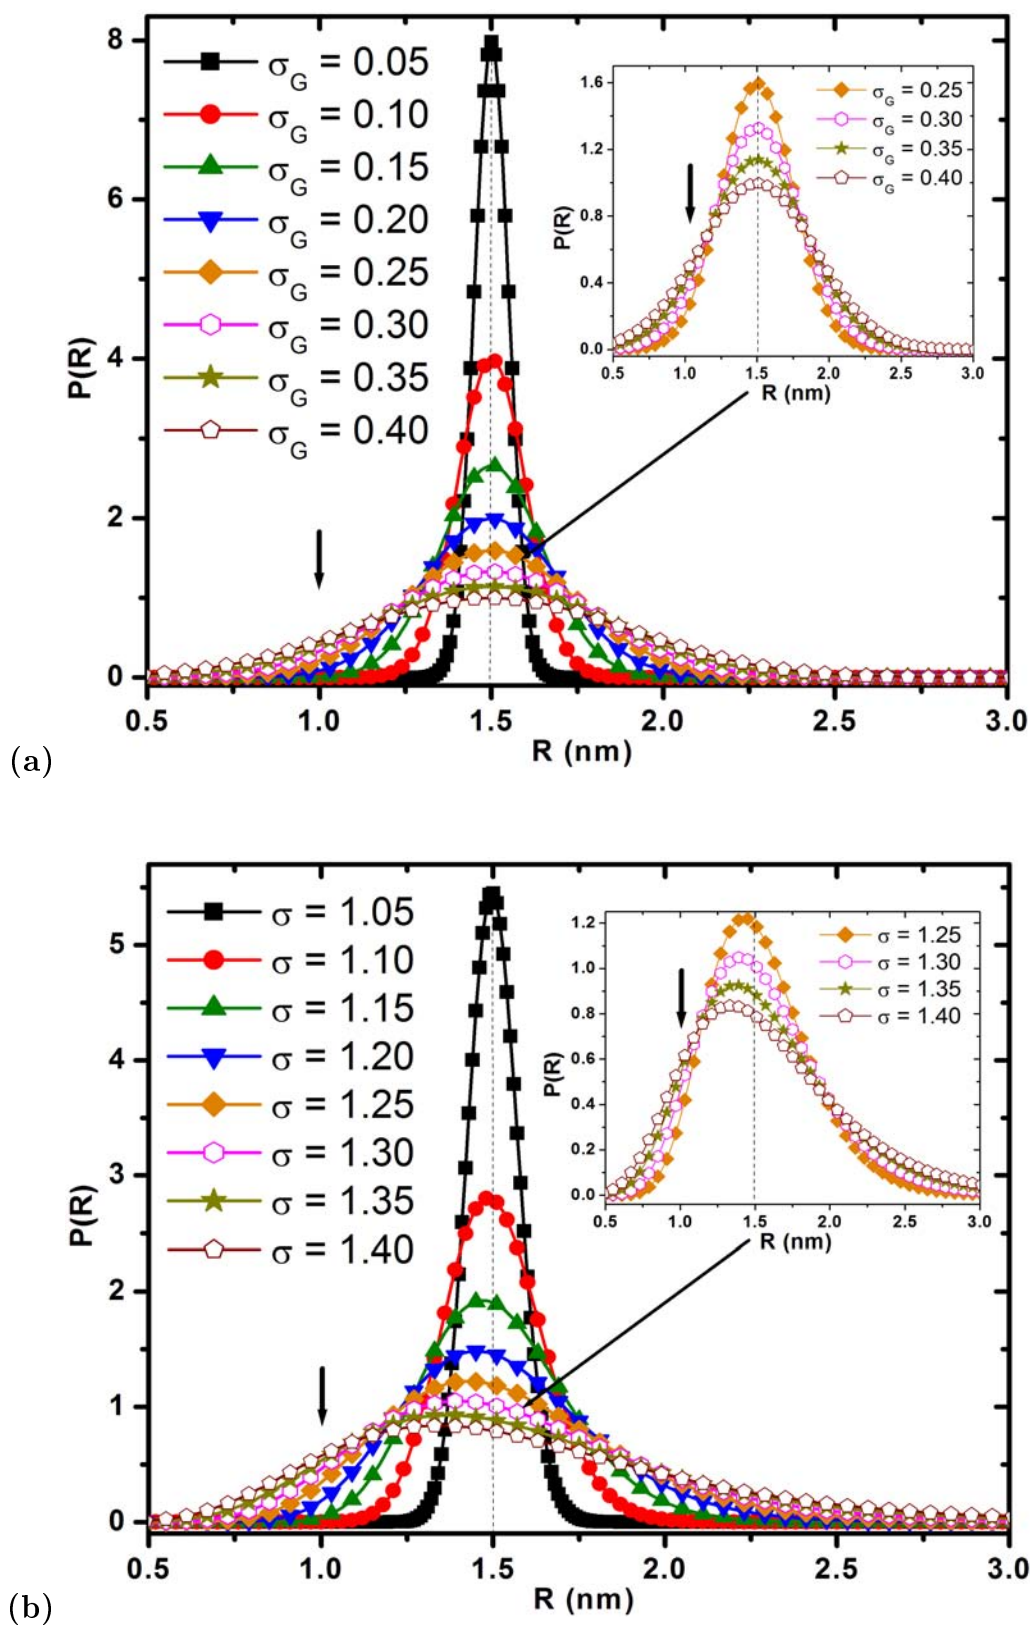 8
6
4
2
0
P(R)
σG = 0.05
σG = 0.10
σG = 0.15
σG = 0.20
σG = 0.25
σG = 0.30
σG = 0.35
σG = 0.40
1.6
1.2
0.8
0.4
0.0
P(R)
σG = 0.25
σG = 0.30
σG = 0.35
σG = 0.40
0.5 1.0 1.5 2.0 2.5 3.0
R (nm)
0.5 1.0 1.5 2.0 2.5 3.0
R (nm)
(a)
5
4
3
2
1
0
P(R)
σ = 1.05
σ = 1.10
σ = 1.15
σ = 1.20
σ = 1.25
σ = 1.30
σ = 1.35
σ = 1.40
1.2
1.0
0.8
0.6
0.4
0.2
0.0
P(R)
σ = 1.25
σ = 1.30
σ = 1.35
σ = 1.40
0.5 1.0 1.5 2.0 2.5 3.0
R (nm)
0.5 1.0 1.5 2.0 2.5 3.0
R (nm)
(b)